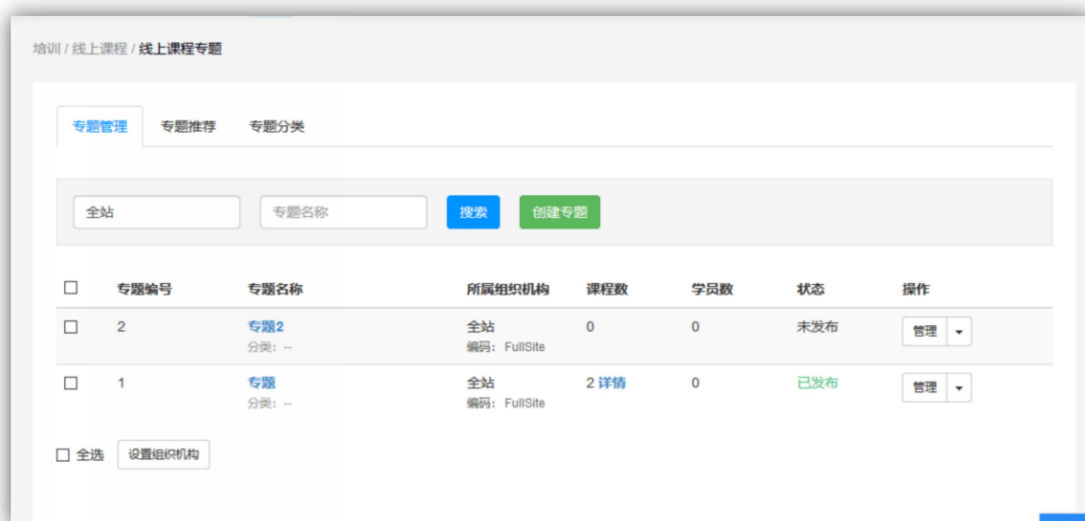 培训 / 线上课程 / 线上课程专题
专题管理 专题推荐 专题分类
全站 专题名称 搜索 创建专题
专题编号 专题名称 所属组织机构 课程数 学员数 状态 操作
2 专题2 全站 0 0 未发布 管理
分类： -- 编码： FullSite
1 专题 全站 2 详情 0 已发布 管理
分类： -- 编码： FullSite
全选 设置组织机构